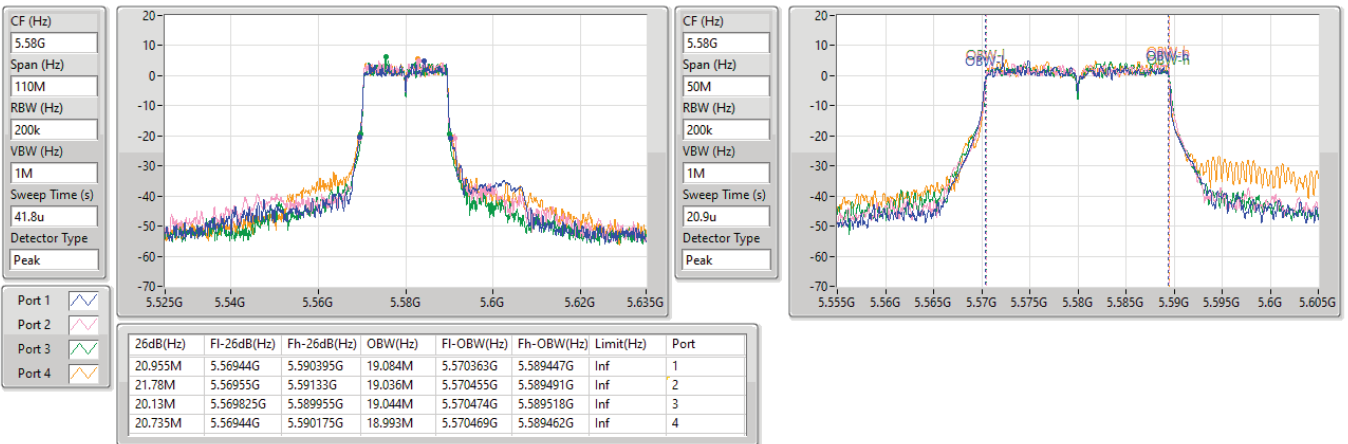 CF (Hz)
5.58G
Span (Hz)
110M
RBW (Hz)
200k
VBW (Hz)
1M
Sweep Time (s)
41.8u
Detector Type
Peak
20
10
0
-10
-20
-30
-40
-50
-60
-70
5.525G 5.54G 5.56G 5.58G 5.6G 5.62G 5.635G
CF (Hz)
5.58G
Span (Hz)
50M
RBW (Hz)
200k
VBW (Hz)
1M
Sweep Time (s)
20.9u
Detector Type
Peak
20
10
0
-10
-20
-30
-40
-50
-60
-70
OBW-l
OBW-h
5.555G 5.56G 5.565G 5.57G 5.575G 5.58G 5.585G 5.59G 5.595G 5.6G 5.605G
Port 1
Port 2
Port 3
Port 4
26dB(Hz) Fl-26dB(Hz) Fh-26dB(Hz) OBW(Hz) Fl-OBW(Hz) Fh-OBW(Hz) Limit(Hz) Port
20.955M 5.56944G 5.590395G 19.084M 5.570363G 5.589447G Inf 1
21.78M 5.56955G 5.59133G 19.036M 5.570455G 5.589491G Inf 2
20.13M 5.569825G 5.589955G 19.044M 5.570474G 5.589518G Inf 3
20.735M 5.56944G 5.590175G 18.993M 5.570469G 5.589462G Inf 4